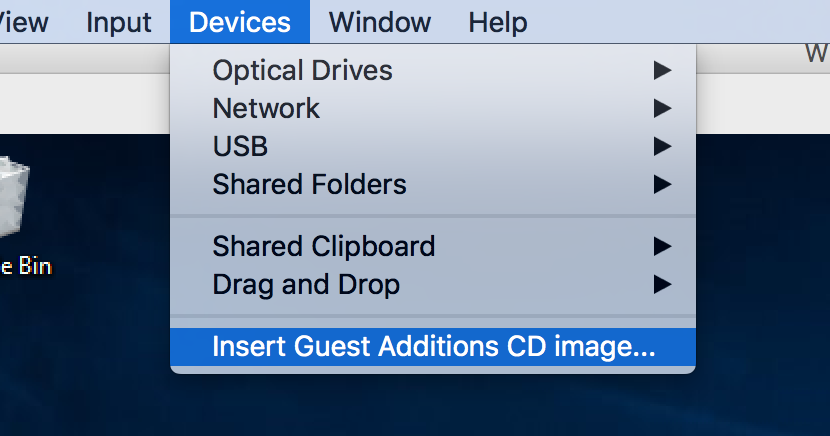 View Input Devices Window Help
W
Optical Drives
Network
USB
Shared Folders
Shared Clipboard
Drag and Drop
Insert Guest Additions CD image...
e Bin